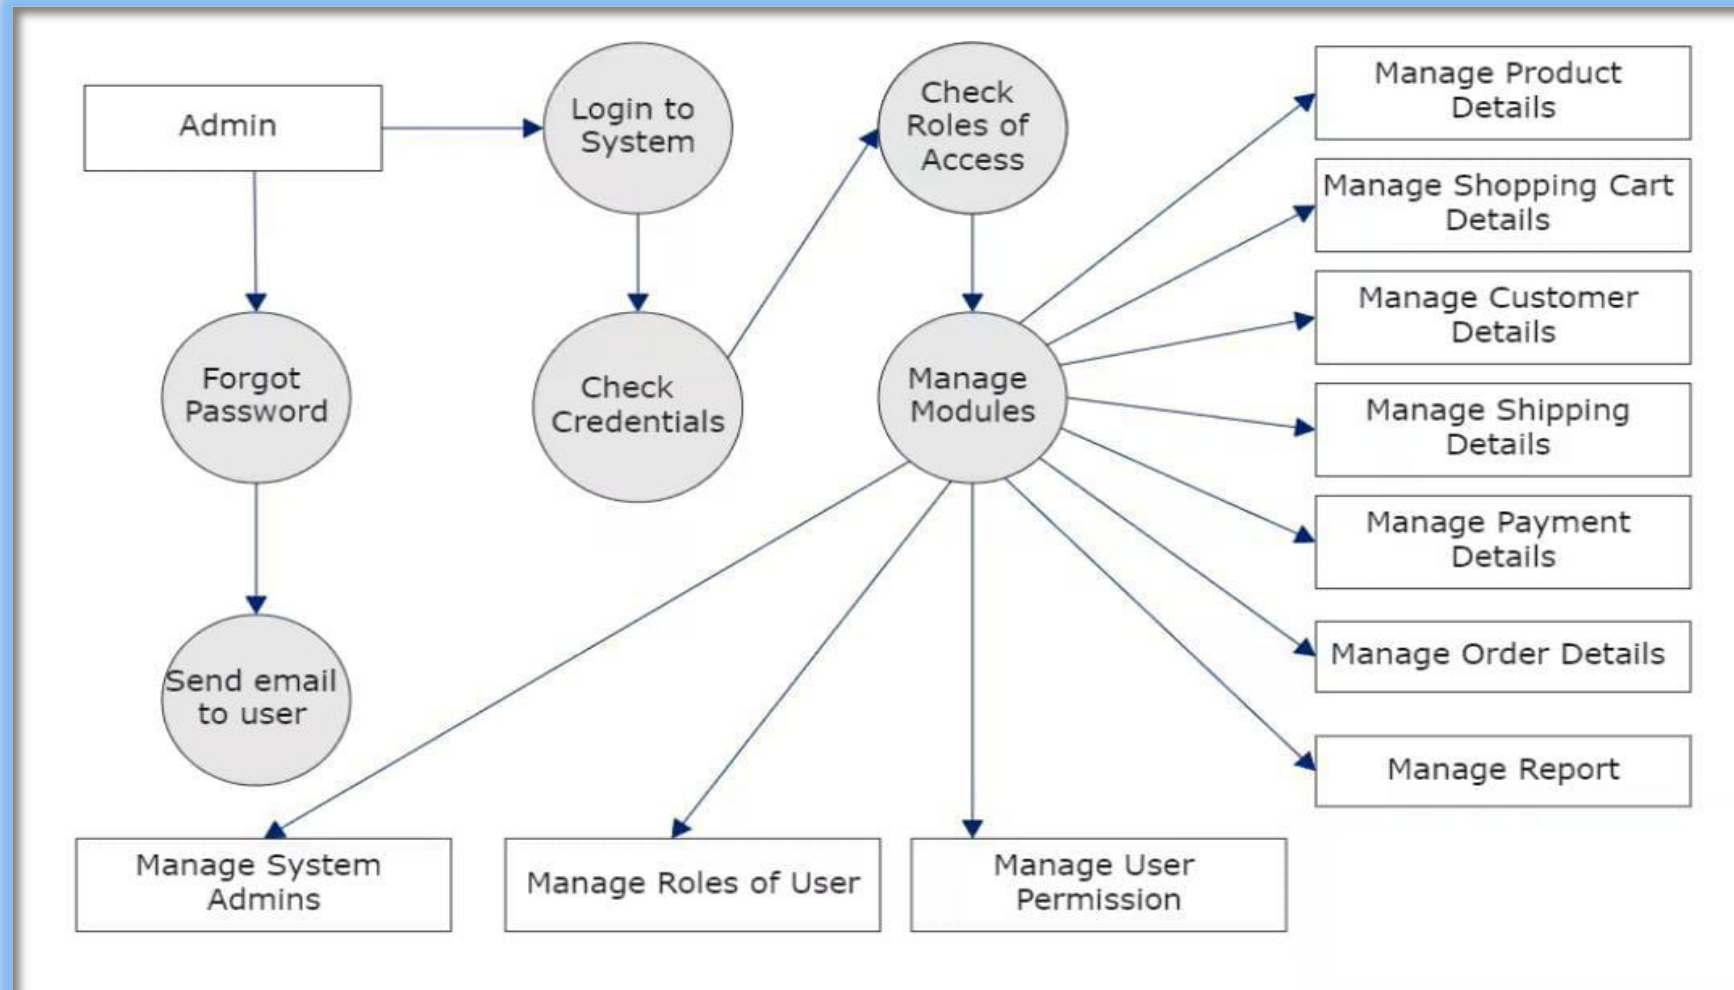 Admin
Login to
System
Check
Roles of
Access
Manage Product
Details
Manage Shopping Cart
Details
Manage Customer
Details
Forgot
Password
Check
Credentials
Manage
Modules
Manage Shipping
Details
Manage Payment
Details
Manage Order Details
Send email
to user
Manage Report
Manage System
Admins
Manage Roles of User
Manage User
Permission